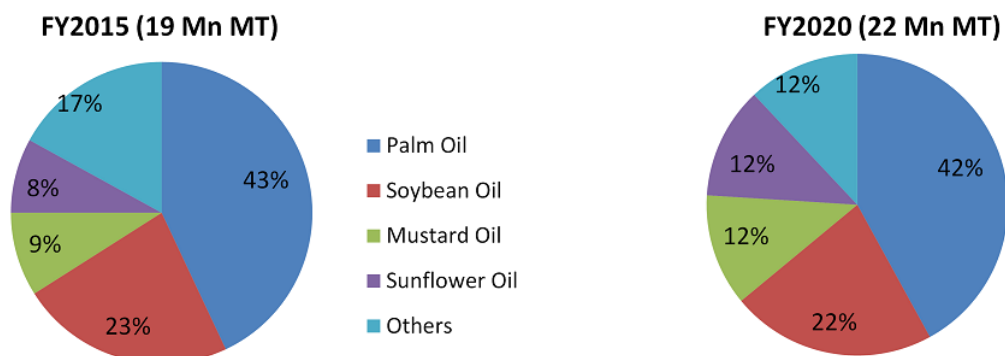 FY2015 (19 Mn MT)
17%
43%
8%
9%
23%
Palm Oil
Soybean Oil
Mustard Oil
Sunflower Oil
Others
FY2020 (22 Mn MT)
12%
42%
12%
12%
22%